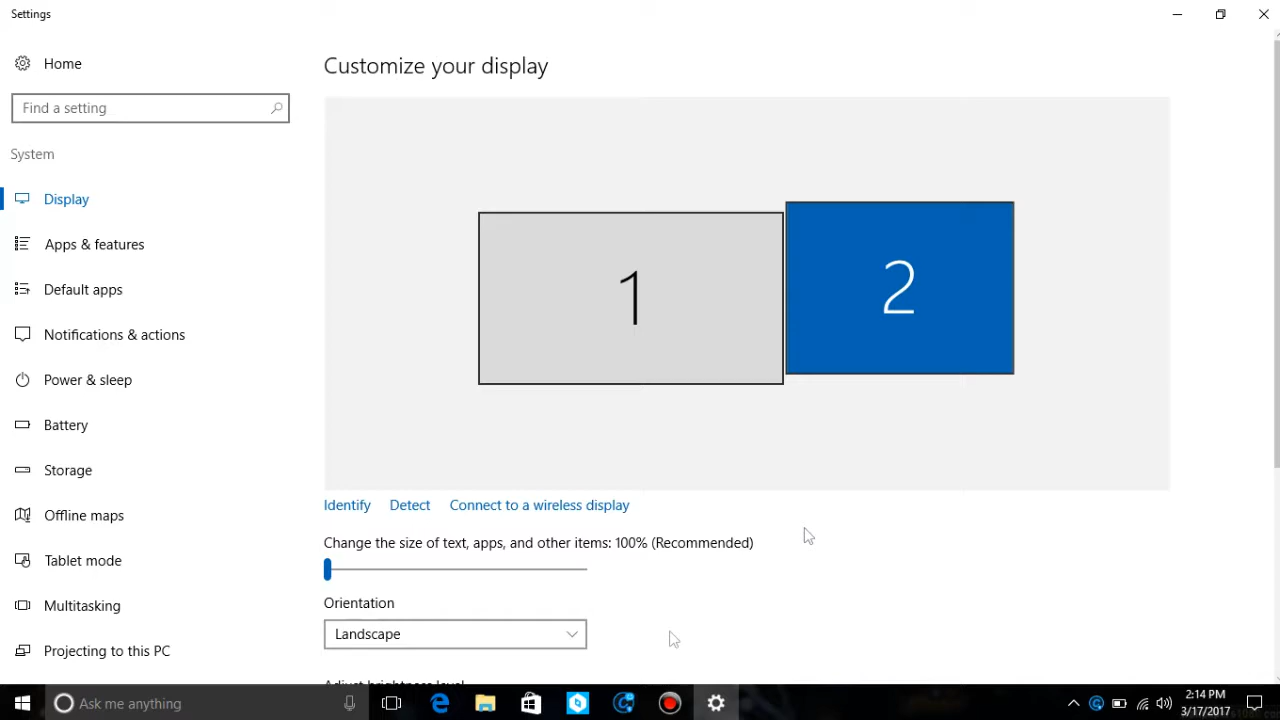 Settings
Home
Find a setting
System
Display
Apps & features
Default apps
Notifications & actions
Power & sleep
Battery
Storage
Offline maps
Tablet mode
Multitasking
Projecting to this PC
Customize your display
1
2
Identify Detect Connect to a wireless display
Change the size of text, apps, and other items: 100% (Recommended)
Orientation
Landscape
Adjust brightness level
Ask me anything
2:14 PM
3/17/2017